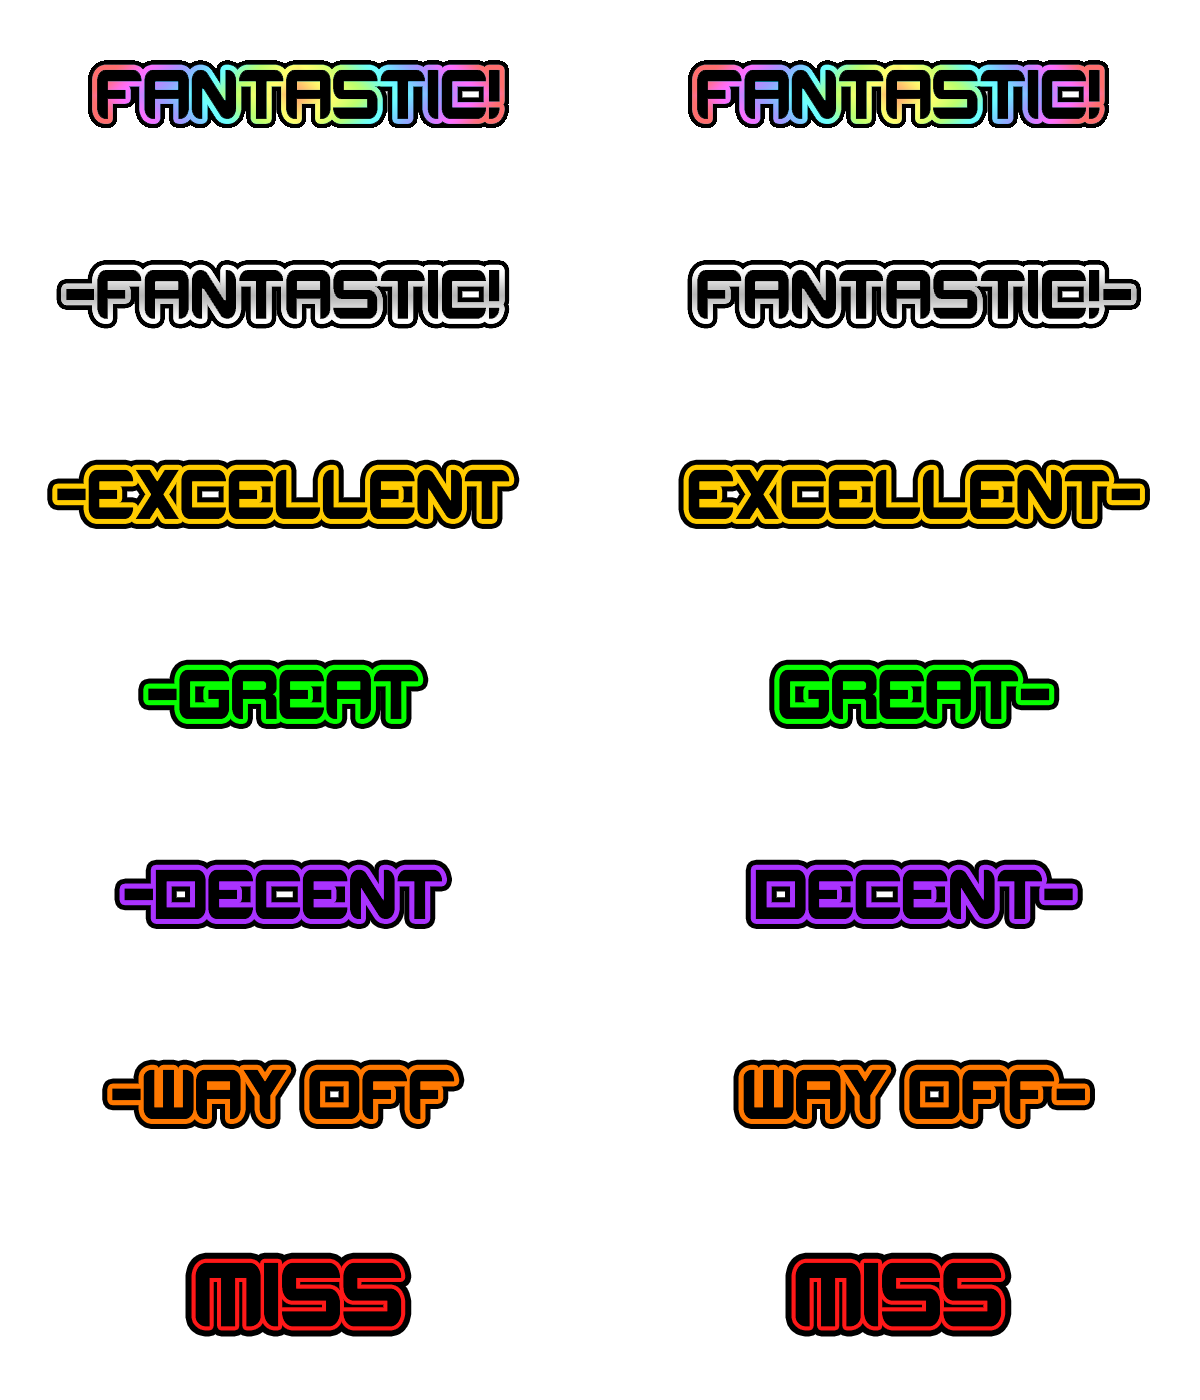 FANTASTIC! FANTASTIC!
-FANTASTIC! FANTASTIC!-
-EXCELLENT EXCELLENT-
-GREAT GREAT-
-DECENT DECENT-
-WAY OFF WAY OFF-
MISS MISS